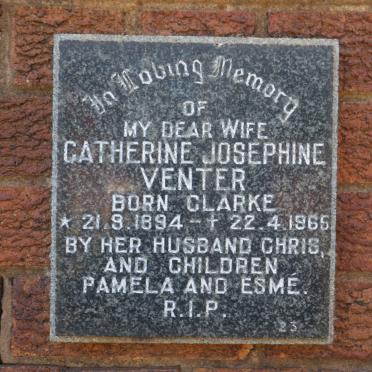 In Loving Memory
OF
MY DEAR WIFE
CATHERINE JOSEPHINE
VENTER
BORN CLARKE
* 21.9.1894 - † 22.4.1965
BY HER HUSBAND CHRIS,
AND CHILDREN
PAMELA AND ESMÉ.
R.I.P.
23